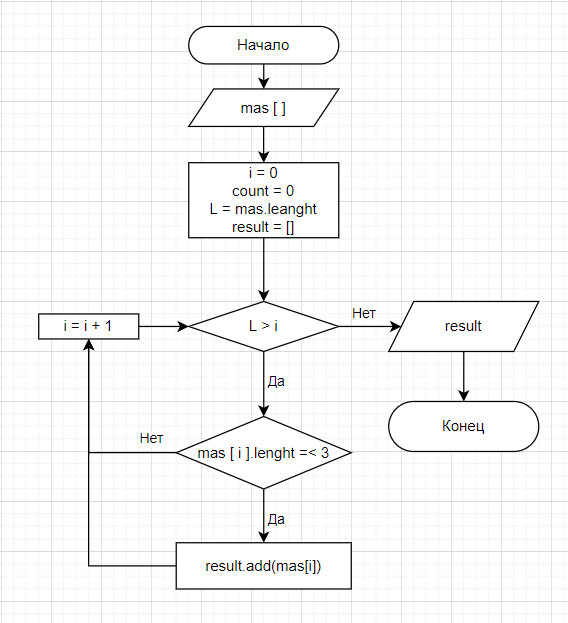 Начало
mas [ ]
i = 0
count = 0
L = mas.leanght
result = []
i = i + 1
L > i
Нет
result
Да
Конец
Нет
mas [ i ].lenght =< 3
Да
result.add(mas[i])